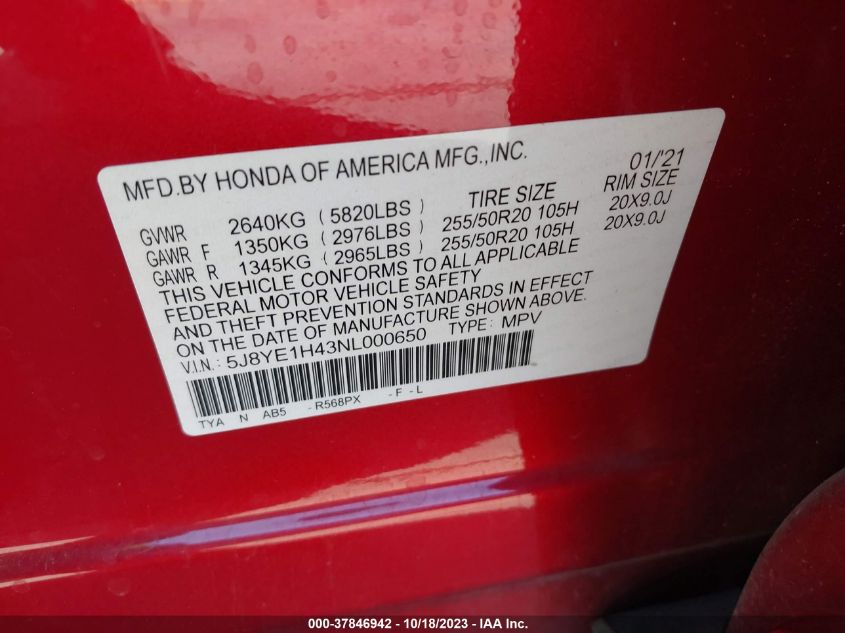 MFD.BY HONDA OF AMERICA MFG.,INC. 01/'21
TIRE SIZE RIM SIZE
GVWR 2640KG (5820LBS)
GAWR F 1350KG (2976LBS) 255/50R20 105H 20X9.0J
GAWR R 1345KG (2965LBS) 255/50R20 105H 20X9.0J
THIS VEHICLE CONFORMS TO ALL APPLICABLE
FEDERAL MOTOR VEHICLE SAFETY
AND THEFT PREVENTION STANDARDS IN EFFECT
ON THE DATE OF MANUFACTURE SHOWN ABOVE.
V.I.N.: 5J8YE1H43NL000650 TYPE: MPV
TYA N AB5 -R568PX -F-L
000-37846942 - 10/18/2023 - IAA Inc.